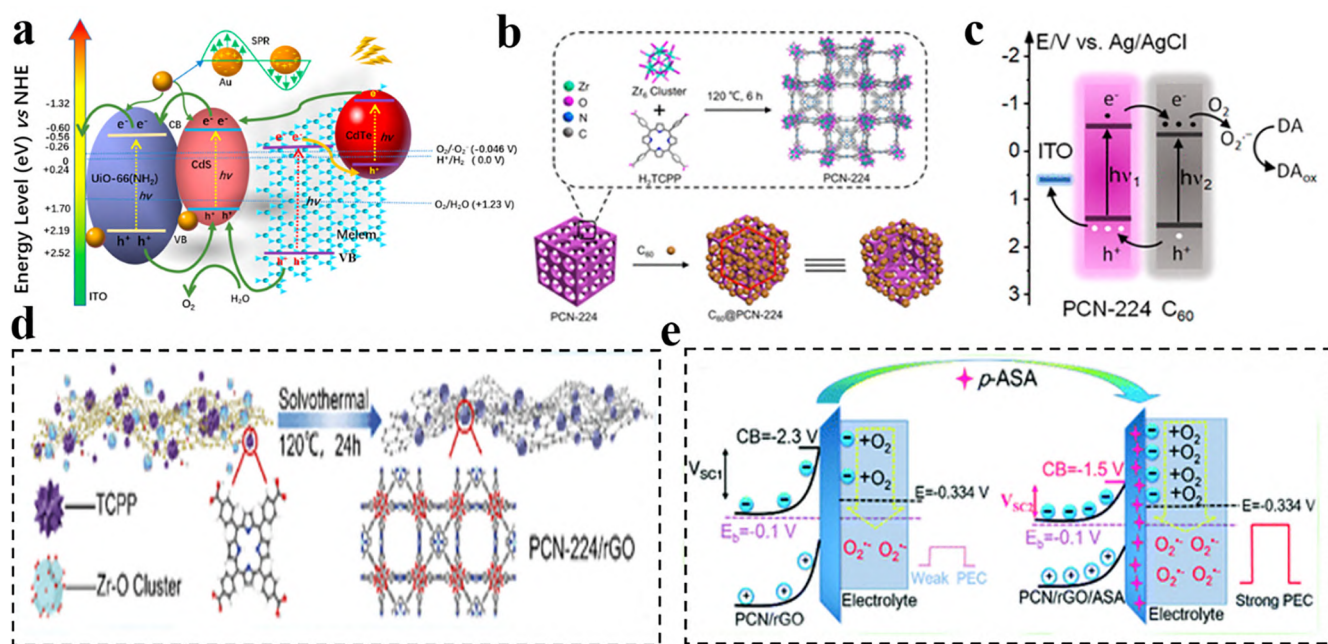 a
Energy Level (eV) vs NHE
-1.32
-0.60
-0.56
-0.26
0
+1.70
+2.19
+2.52
ITO
SPR
Au
e⁻ e⁻
CB
UiO-66(NH₂)
hν
h⁺ h⁺
VB
e⁻ e⁻
CdS
hν
h⁺ h⁺
e⁻ e⁻
hν
Melem
VB
h⁺ h⁺
e⁻
CdTe
hν
h⁺
O₂/·O₂⁻ (-0.046 V)
H⁺/H₂ (0.0 V)
O₂/H₂O (+1.23 V)
O₂
H₂O
b
Zr
O
N
C
Zr₆ Cluster
+
H₂TCPP
120 ℃, 6 h
PCN-224
PCN-224
C₆₀
C₆₀@PCN-224
c
E/V vs. Ag/AgCl
-2
-1
0
1
2
3
ITO
e⁻
hν₁
h⁺
e⁻
hν₂
h⁺
O₂
O₂·⁻
DA
DAox
PCN-224 C₆₀
d
Solvothermal
120℃, 24h
TCPP
Zr-O Cluster
PCN-224/rGO
e
p-ASA
CB=-2.3 V
VSC1
+O₂
+O₂
E=-0.334 V
Eb=-0.1 V
O₂·⁻ O₂·⁻
Weak PEC
PCN/rGO
Electrolyte
CB=-1.5 V
VSC2
+O₂
+O₂
+O₂
+O₂
E=-0.334 V
Eb=-0.1 V
O₂·⁻ O₂·⁻
O₂·⁻ O₂·⁻
PCN/rGO/ASA
Electrolyte
Strong PEC